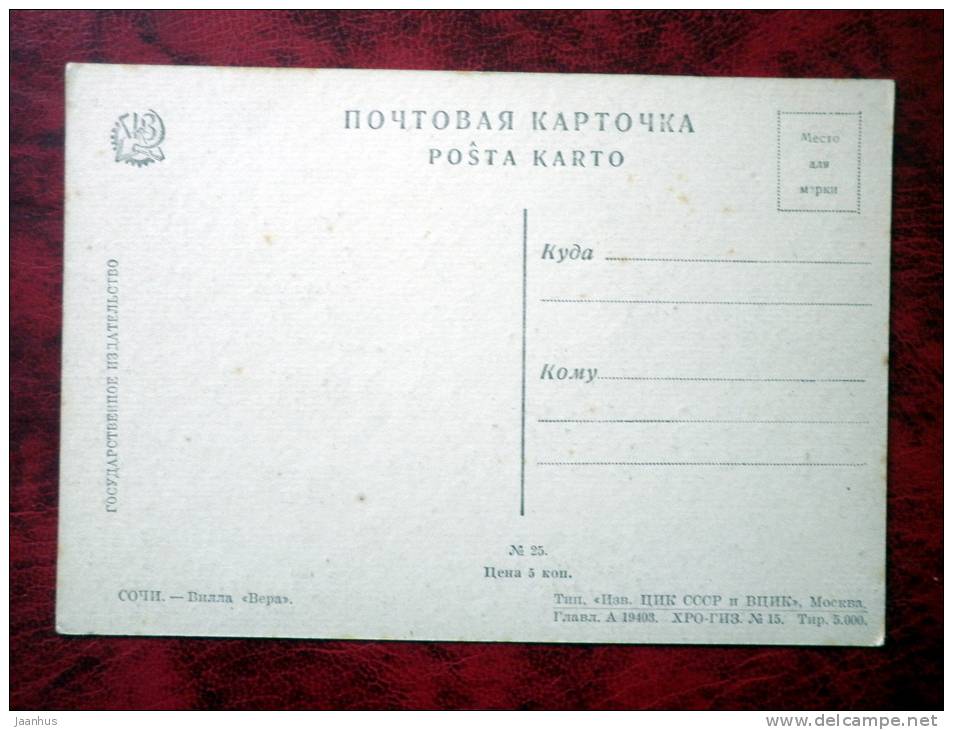 ПОЧТОВАЯ КАРТОЧКА
POŜTA KARTO
Место
для
марки
ГОСУДАРСТВЕННОЕ ИЗДАТЕЛЬСТВО
Куда
Кому
№ 25.
Цена 5 коп.
СОЧИ. — Вилла «Вера».
Тип. «Изв. ЦИК СССР и ВЦИК», Москва.
Главл. А 19403. ХРО-ГИЗ. № 15. Тир. 5.000.
Jaanhus
www.delcampe.net